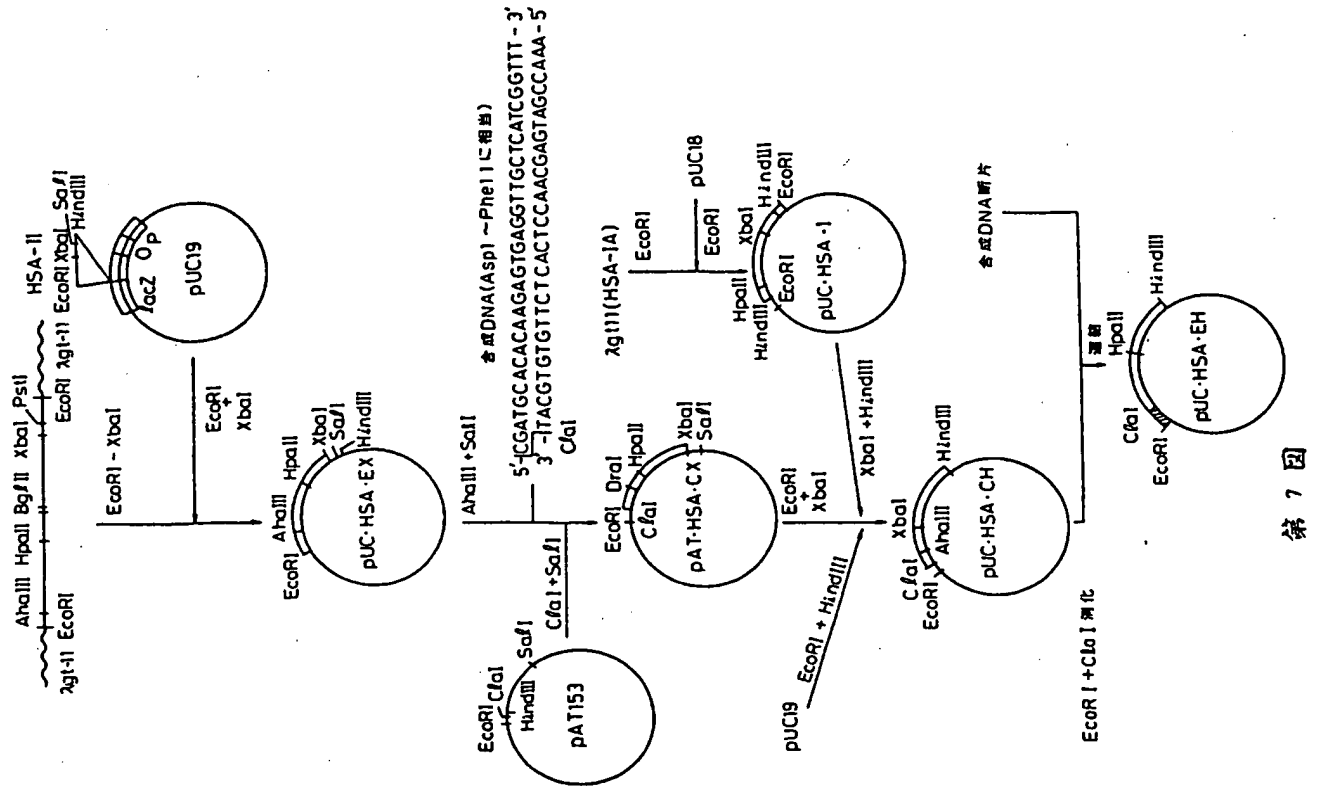 HSA-II
AhaIII HpaII BglII XbaI PstI
λgt-11 EcoRI
EcoRI λgt-11
EcoRI XbaI SalI
HindIII
lacZ O P
pUC19
EcoRI - XbaI
EcoRI
+
XbaI
EcoRI
AhaIII
HpaII
XbaI
SalI
HindIII
pUC·HSA·EX
AhaIII + SalI
合成DNA(Asp1 ~Phe11に相当)
5'-CGATGCACACAAGAGTGAGGTTGCTCATCGGTTT-3'
3'-TACGTGTGTTCTCACTCCAACGAGTAGCCAAA-5'
ClaI
EcoRI ClaI
HindIII
SalI
pAT153
ClaI + SalI
EcoRI
DraI
HpaII
XbaI
SalI
ClaI
pAT·HSA·CX
λgt11(HSA-IA)
EcoRI
pUC18
EcoRI
HpaII
XbaI
HindIII
EcoRI
HindIII
EcoRI
pUC·HSA·I
EcoRI
+
XbaI
XbaI + HindIII
pUC19
EcoRI + HindIII
XbaI
ClaI
EcoRI
AhaIII
HindIII
pUC·HSA·CH
合成DNA断片
EcoRI + ClaI 消化
連結
ClaI
HpaII
EcoRI
HindIII
pUC·HSA·EH
第 7 図